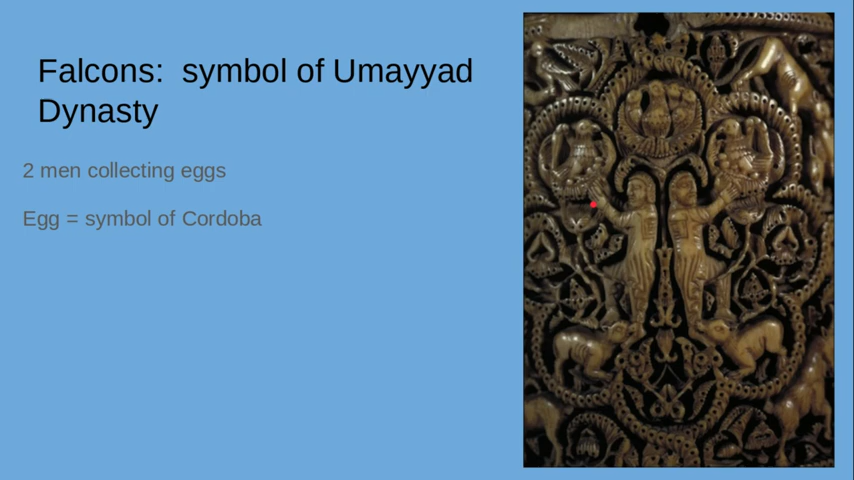 Falcons:  symbol of Umayyad
Dynasty
2 men collecting eggs
Egg = symbol of Cordoba